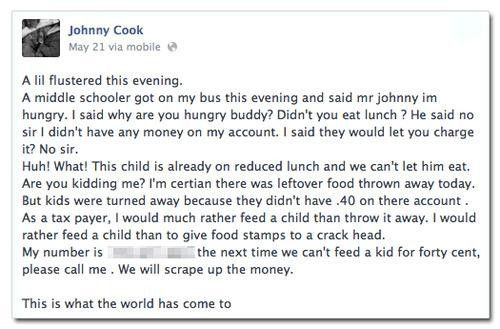 Johnny Cook
May 21 via mobile
A lil flustered this evening.
A middle schooler got on my bus this evening and said mr johnny im
hungry. I said why are you hungry buddy? Didn't you eat lunch ? He said no
sir I didn't have any money on my account. I said they would let you charge
it? No sir.
Huh! What! This child is already on reduced lunch and we can't let him eat.
Are you kidding me? I'm certian there was leftover food thrown away today.
But kids were turned away because they didn't have .40 on there account .
As a tax payer, I would much rather feed a child than throw it away. I would
rather feed a child than to give food stamps to a crack head.
My number is the next time we can't feed a kid for forty cent,
please call me . We will scrape up the money.
This is what the world has come to